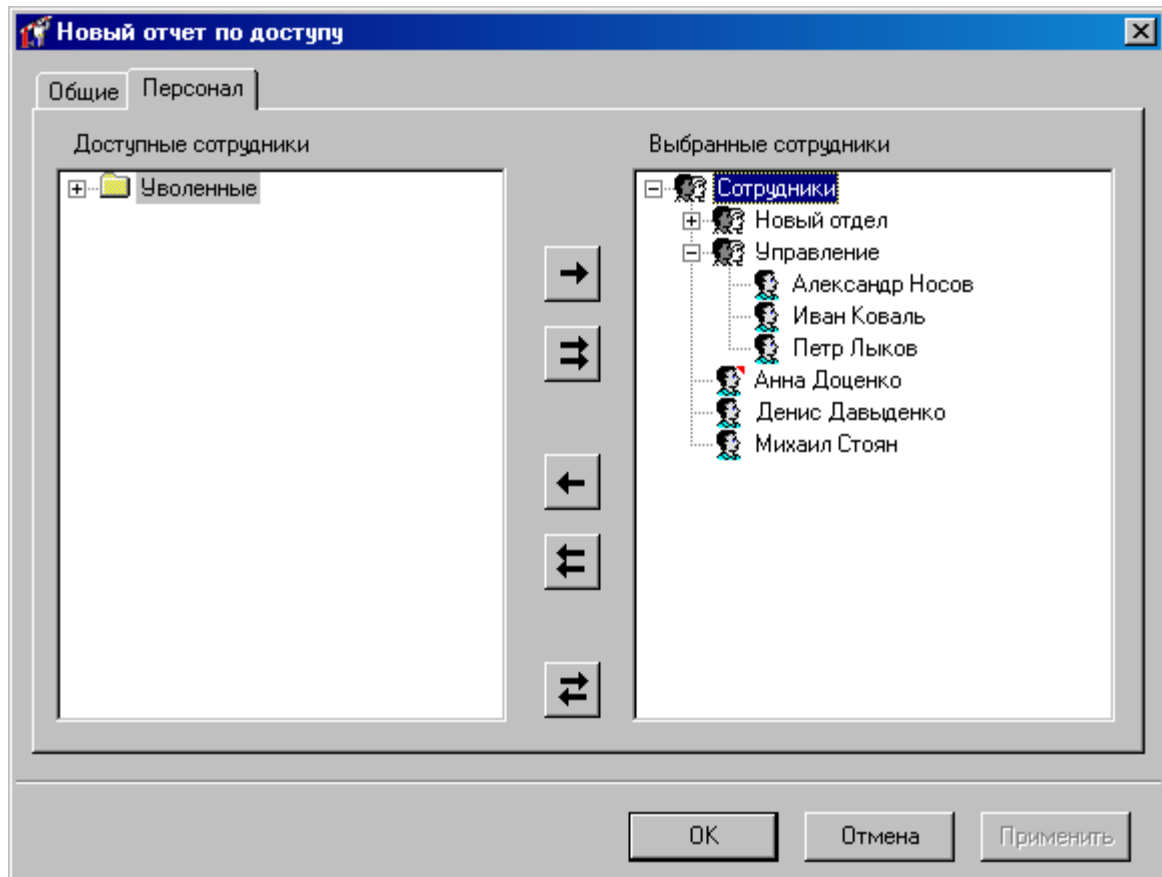 Новый отчет по доступу
Общие
Персонал
Доступные сотрудники
Выбранные сотрудники
Уволенные
Сотрудники
Новый отдел
Управление
Александр Носов
Иван Коваль
Петр Лыков
Анна Доценко
Денис Давыденко
Михаил Стоян
OK
Отмена
Применить